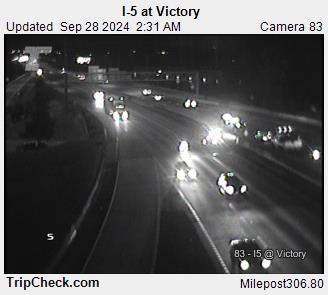 I-5 at Victory
Updated Sep 28 2024 2:31 AM Camera 83
S
83 - I5 @ Victory
TripCheck.com Milepost306.80